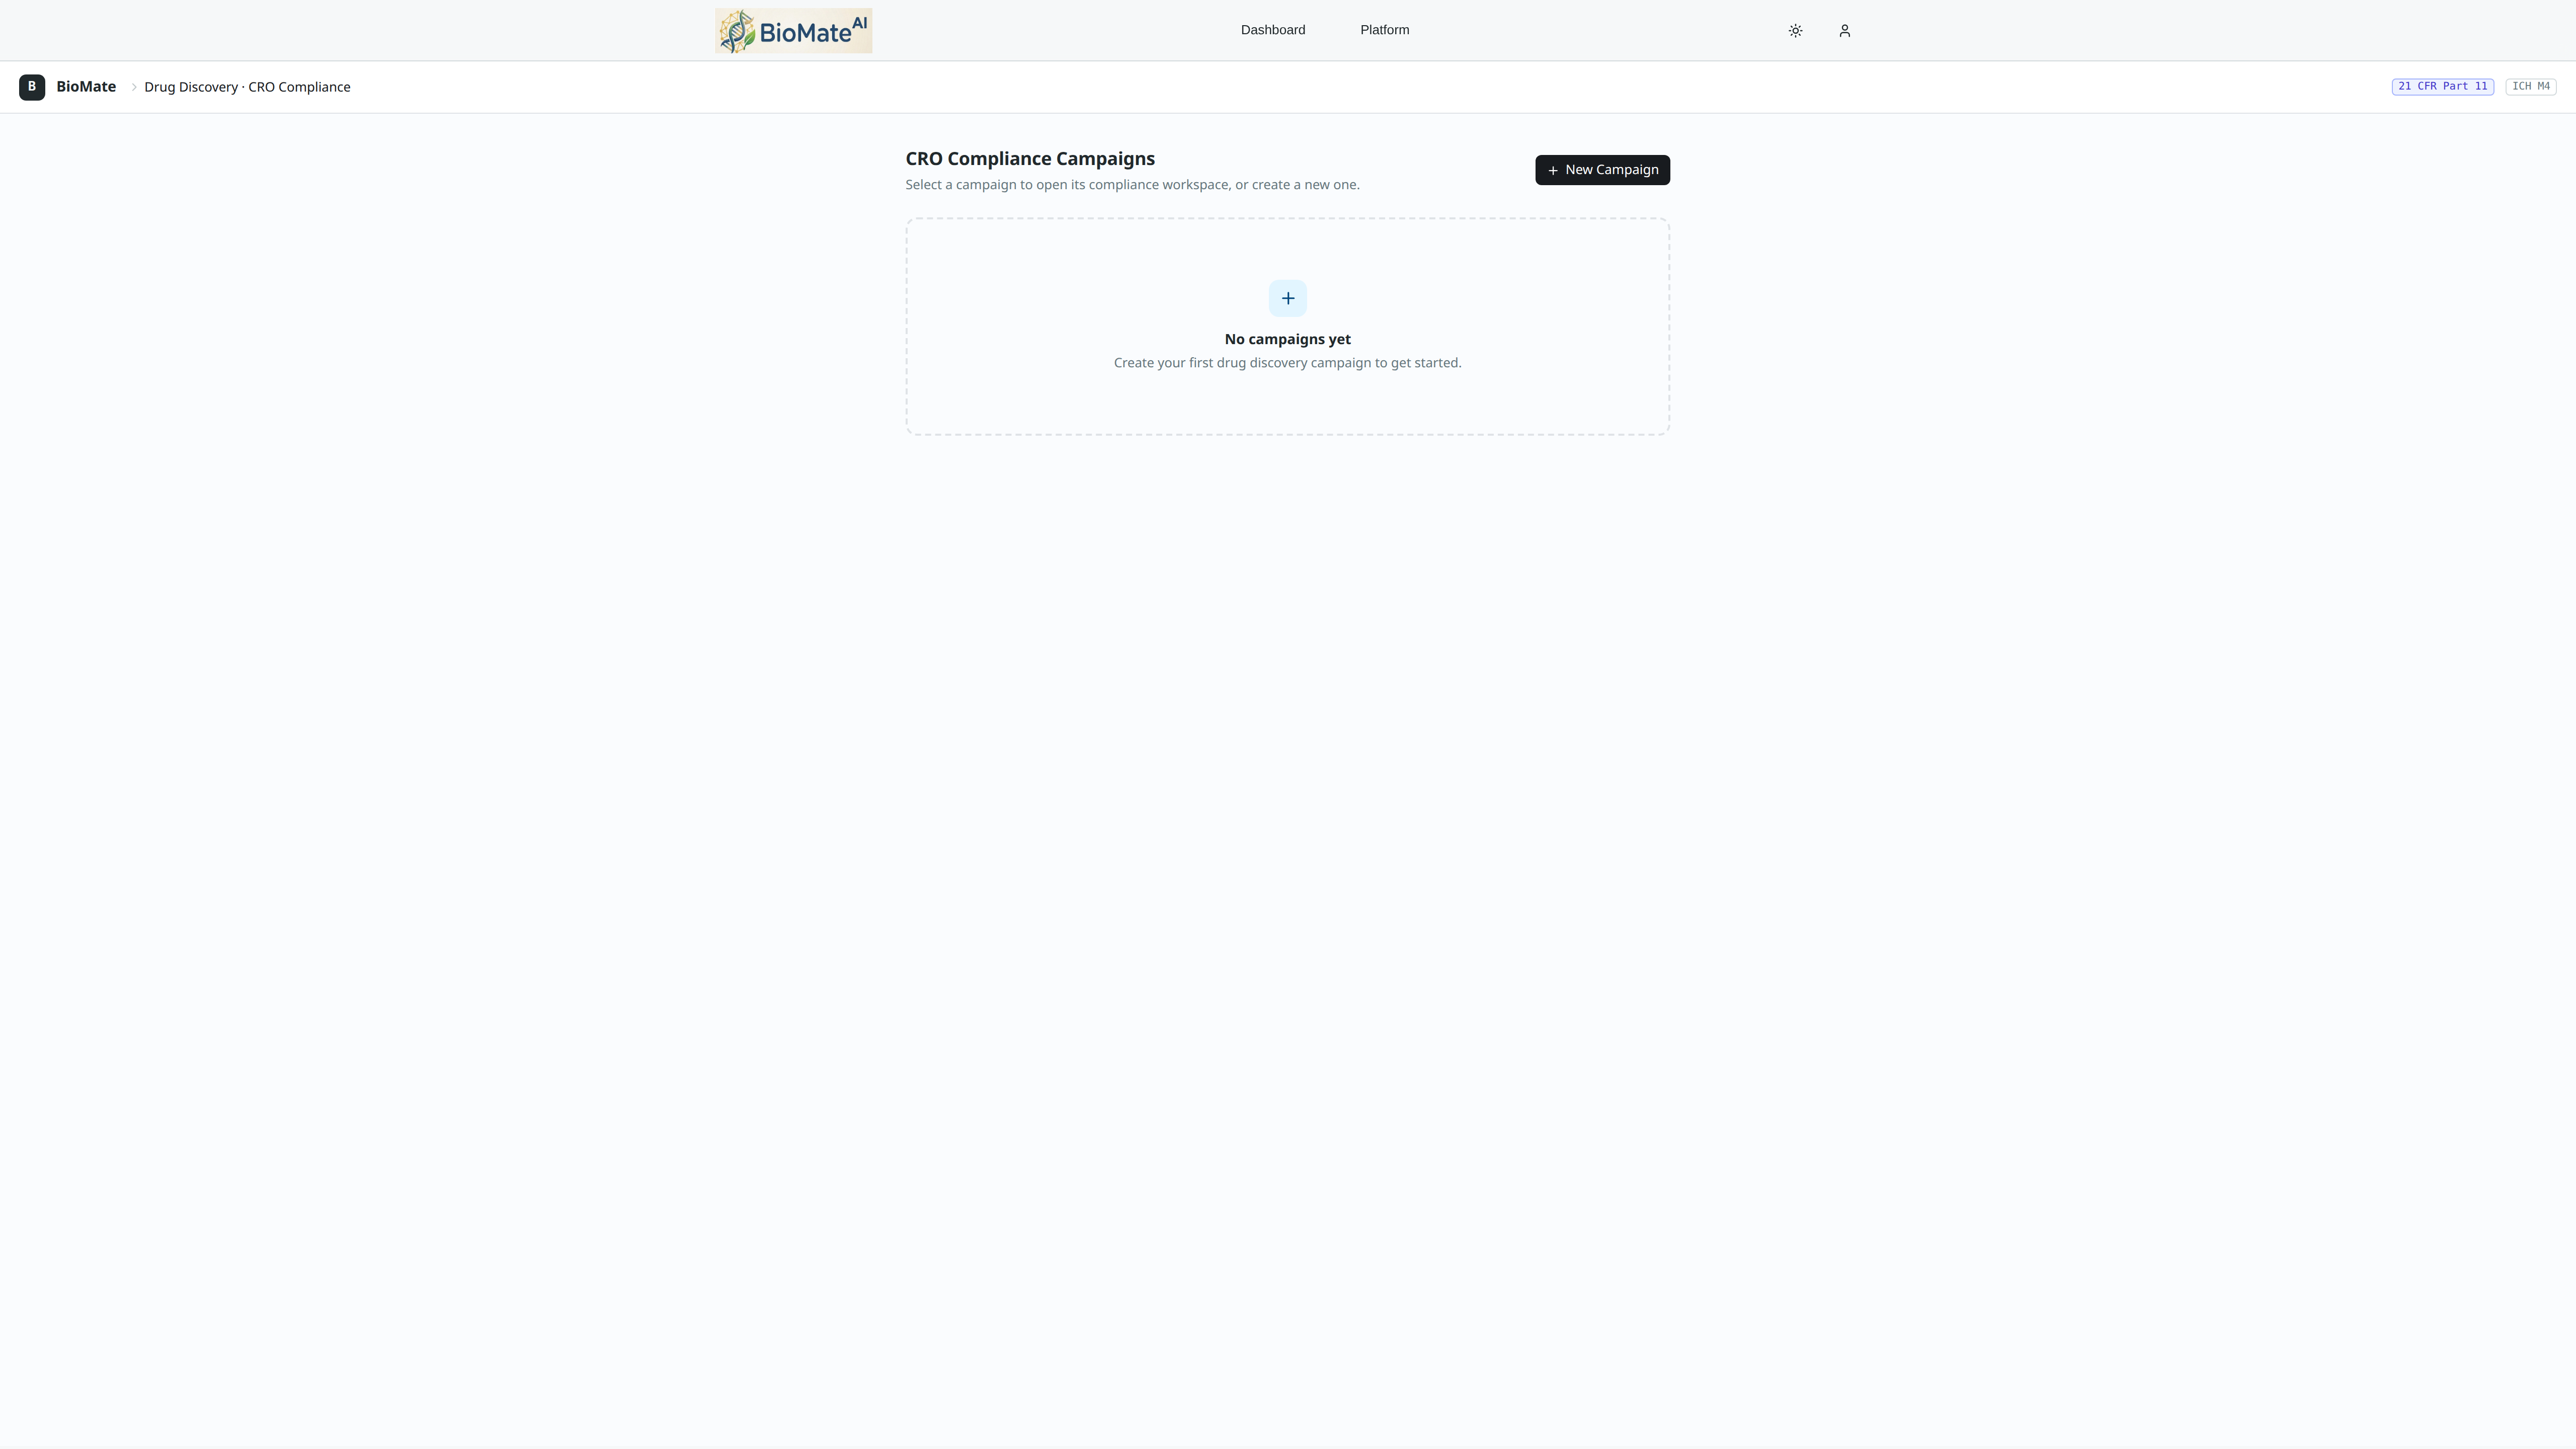 BioMate AI
Dashboard
Platform
B
BioMate
Drug Discovery · CRO Compliance
21 CFR Part 11
ICH M4
CRO Compliance Campaigns
Select a campaign to open its compliance workspace, or create a new one.
+ New Campaign
No campaigns yet
Create your first drug discovery campaign to get started.